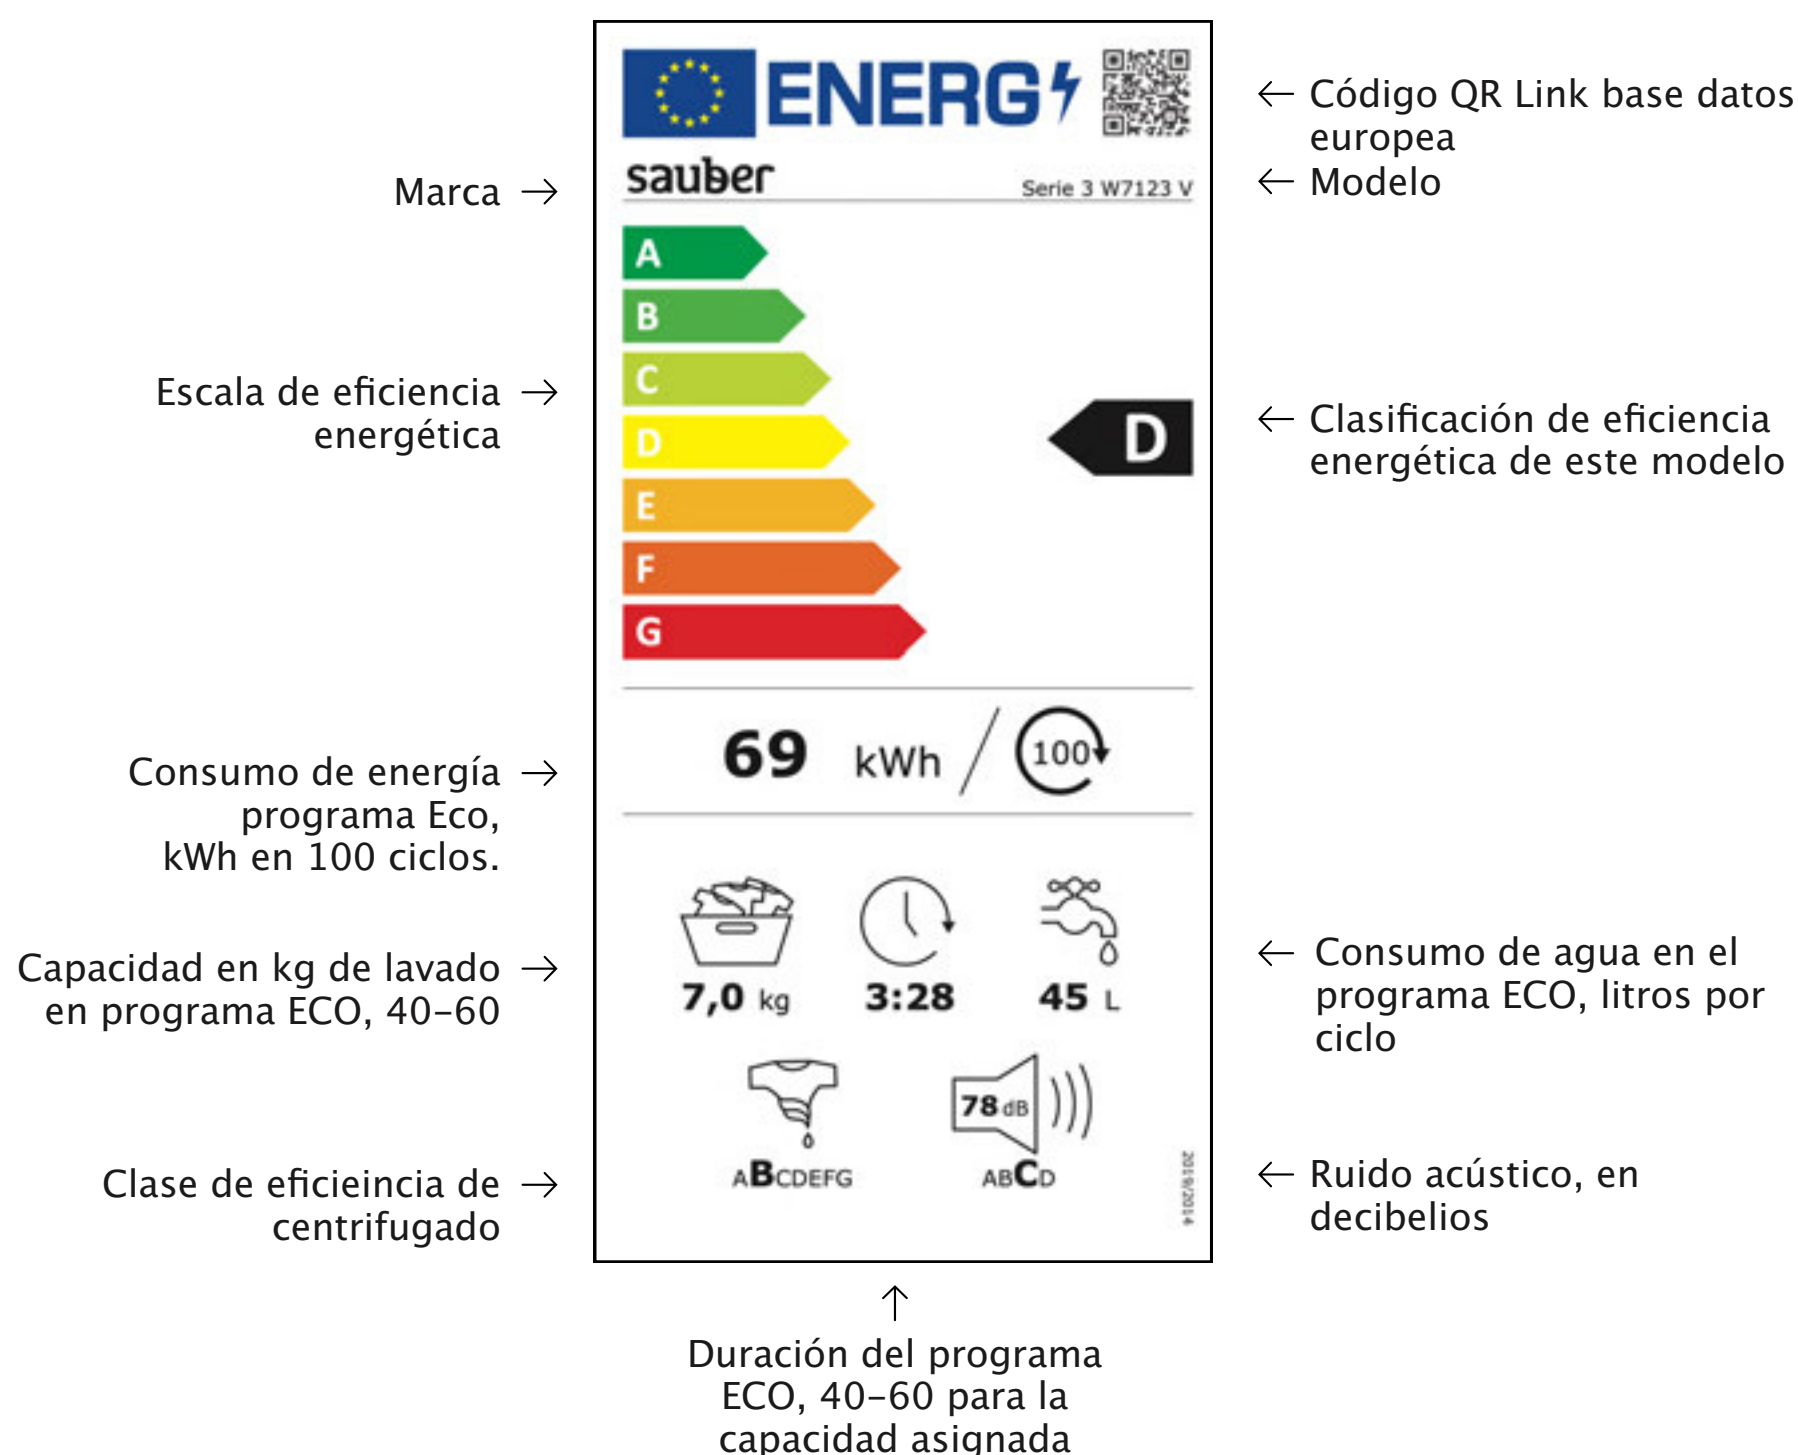 ENERG
Código QR Link base datos
europea
sauber
Serie 3 W7123 V
Marca →
← Modelo
A
B
C
D
E
F
G
D
Escala de eficiencia →
energética
← Clasificación de eficiencia
energética de este modelo
69 kWh / 100
Consumo de energía →
programa Eco,
kWh en 100 ciclos.
7,0 kg
3:28
45 L
Capacidad en kg de lavado →
en programa ECO, 40-60
← Consumo de agua en el
programa ECO, litros por
ciclo
78 dB
ABCDEFG
ABCD
2019/2014
Clase de eficieincia de →
centrifugado
← Ruido acústico, en
decibelios
↑
Duración del programa
ECO, 40-60 para la
capacidad asignada